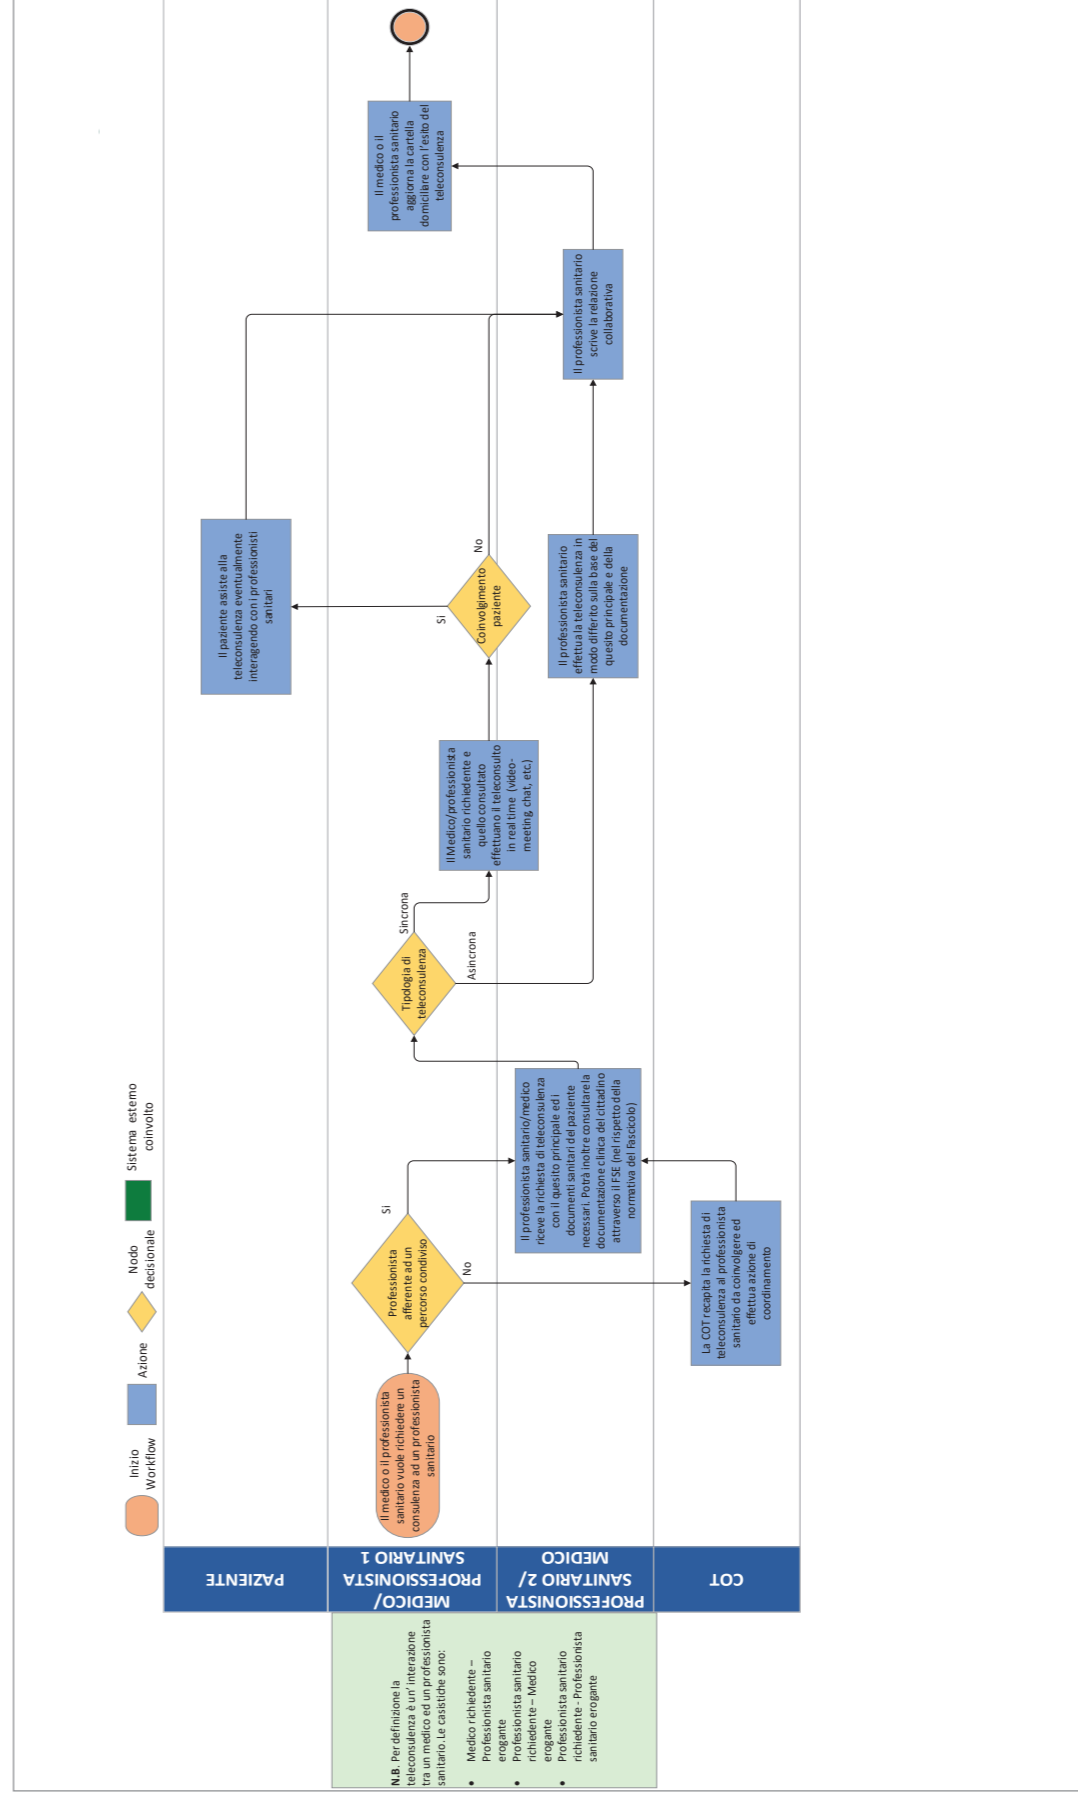 Inizio
Workflow
Azione
Nodo
decisionale
Sistema esterno
coinvolto
PAZIENTE
MEDICO/
PROFESSIONISTA
SANITARIO 1
PROFESSIONISTA
SANITARIO 2/
MEDICO
COT
N.B. Per definizione la
teleconsulenza è un' interazione
tra un medico ed un professionista
sanitario. Le casistiche sono:
• Medico richiedente –
Professionista sanitario
erogante
• Professionista sanitario
richiedente – Medico
erogante
• Professionista sanitario
richiedente - Professionista
sanitario erogante
Il medico o il professionista
sanitario vuole richiedere un
consulenza ad un professionista
sanitario
Professionista
afferente ad un
percorso condiviso
Si
No
La COT recapita la richiesta di
teleconsulenza al professionista
sanitario da coinvolgere ed
effettua azione di
coordinamento
Il professionista sanitario/medico
riceve la richiesta di teleconsulenza
con il quesito principale ed i
documenti sanitari del paziente
necessari. Potrà inoltre consultare la
documentazione clinica del cittadino
attraverso il FSE (nel rispetto della
normativa del Fascicolo)
Tipologia di
teleconsulenza
Sincrona
Asincrona
Il Medico/professionista
sanitario richiedente e
quello consultato
effettuano il teleconsulto
in real time (video-
meeting, chat, etc.)
Coinvolgimento
paziente
Si
No
Il paziente assiste alla
teleconsulenza eventualmente
interagendo con i professionisti
sanitari
Il professionista sanitario
effettua la teleconsulenza in
modo differito sulla base del
quesito principale e della
documentazione
Il professionista sanitario
scrive la relazione
collaborativa
Il medico o il
professionista sanitario
aggiorna la cartella
domiciliare con l'esito del
teleconsulenza